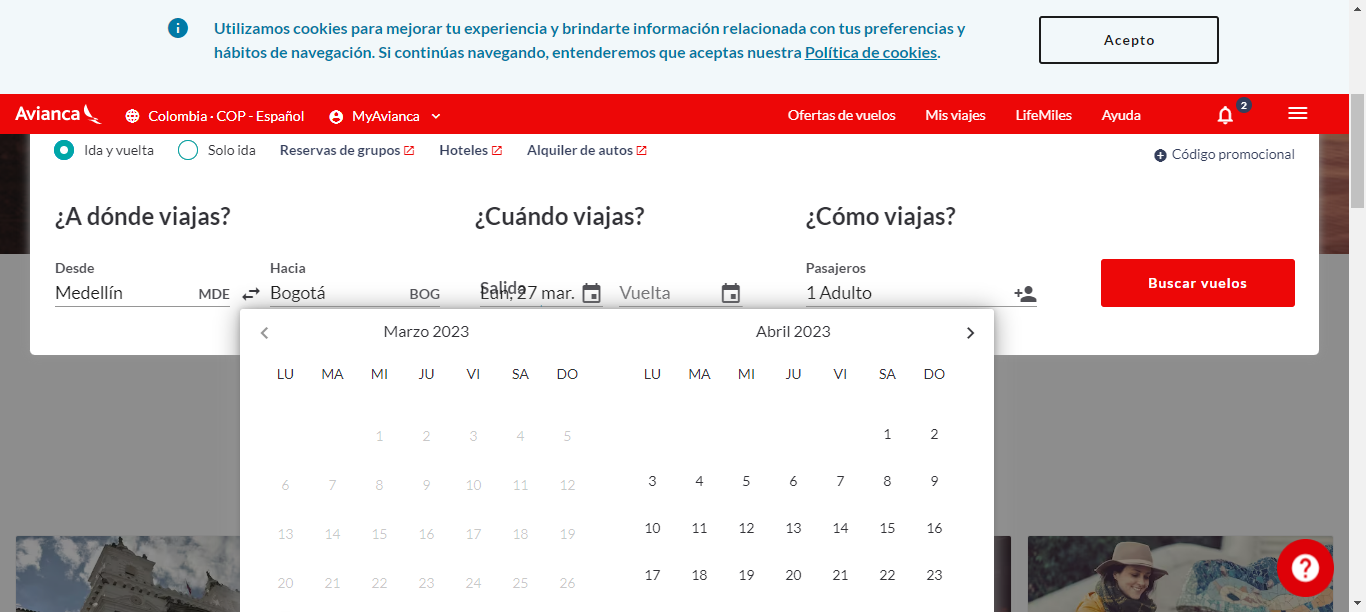 Utilizamos cookies para mejorar tu experiencia y brindarte información relacionada con tus preferencias y
hábitos de navegación. Si continúas navegando, entenderemos que aceptas nuestra Política de cookies.
Acepto
Avianca
Colombia · COP - Español
MyAvianca
Ofertas de vuelos
Mis viajes
LifeMiles
Ayuda
2
Ida y vuelta
Solo ida
Reservas de grupos
Hoteles
Alquiler de autos
Código promocional
¿A dónde viajas?
¿Cuándo viajas?
¿Cómo viajas?
Desde
Medellín MDE
Hacia
Bogotá BOG
Salida
Lun, 27 mar.
Vuelta
Pasajeros
1 Adulto
Buscar vuelos
Marzo 2023
LU MA MI JU VI SA DO
1 2 3 4 5
6 7 8 9 10 11 12
13 14 15 16 17 18 19
20 21 22 23 24 25 26
Abril 2023
LU MA MI JU VI SA DO
1 2
3 4 5 6 7 8 9
10 11 12 13 14 15 16
17 18 19 20 21 22 23
?